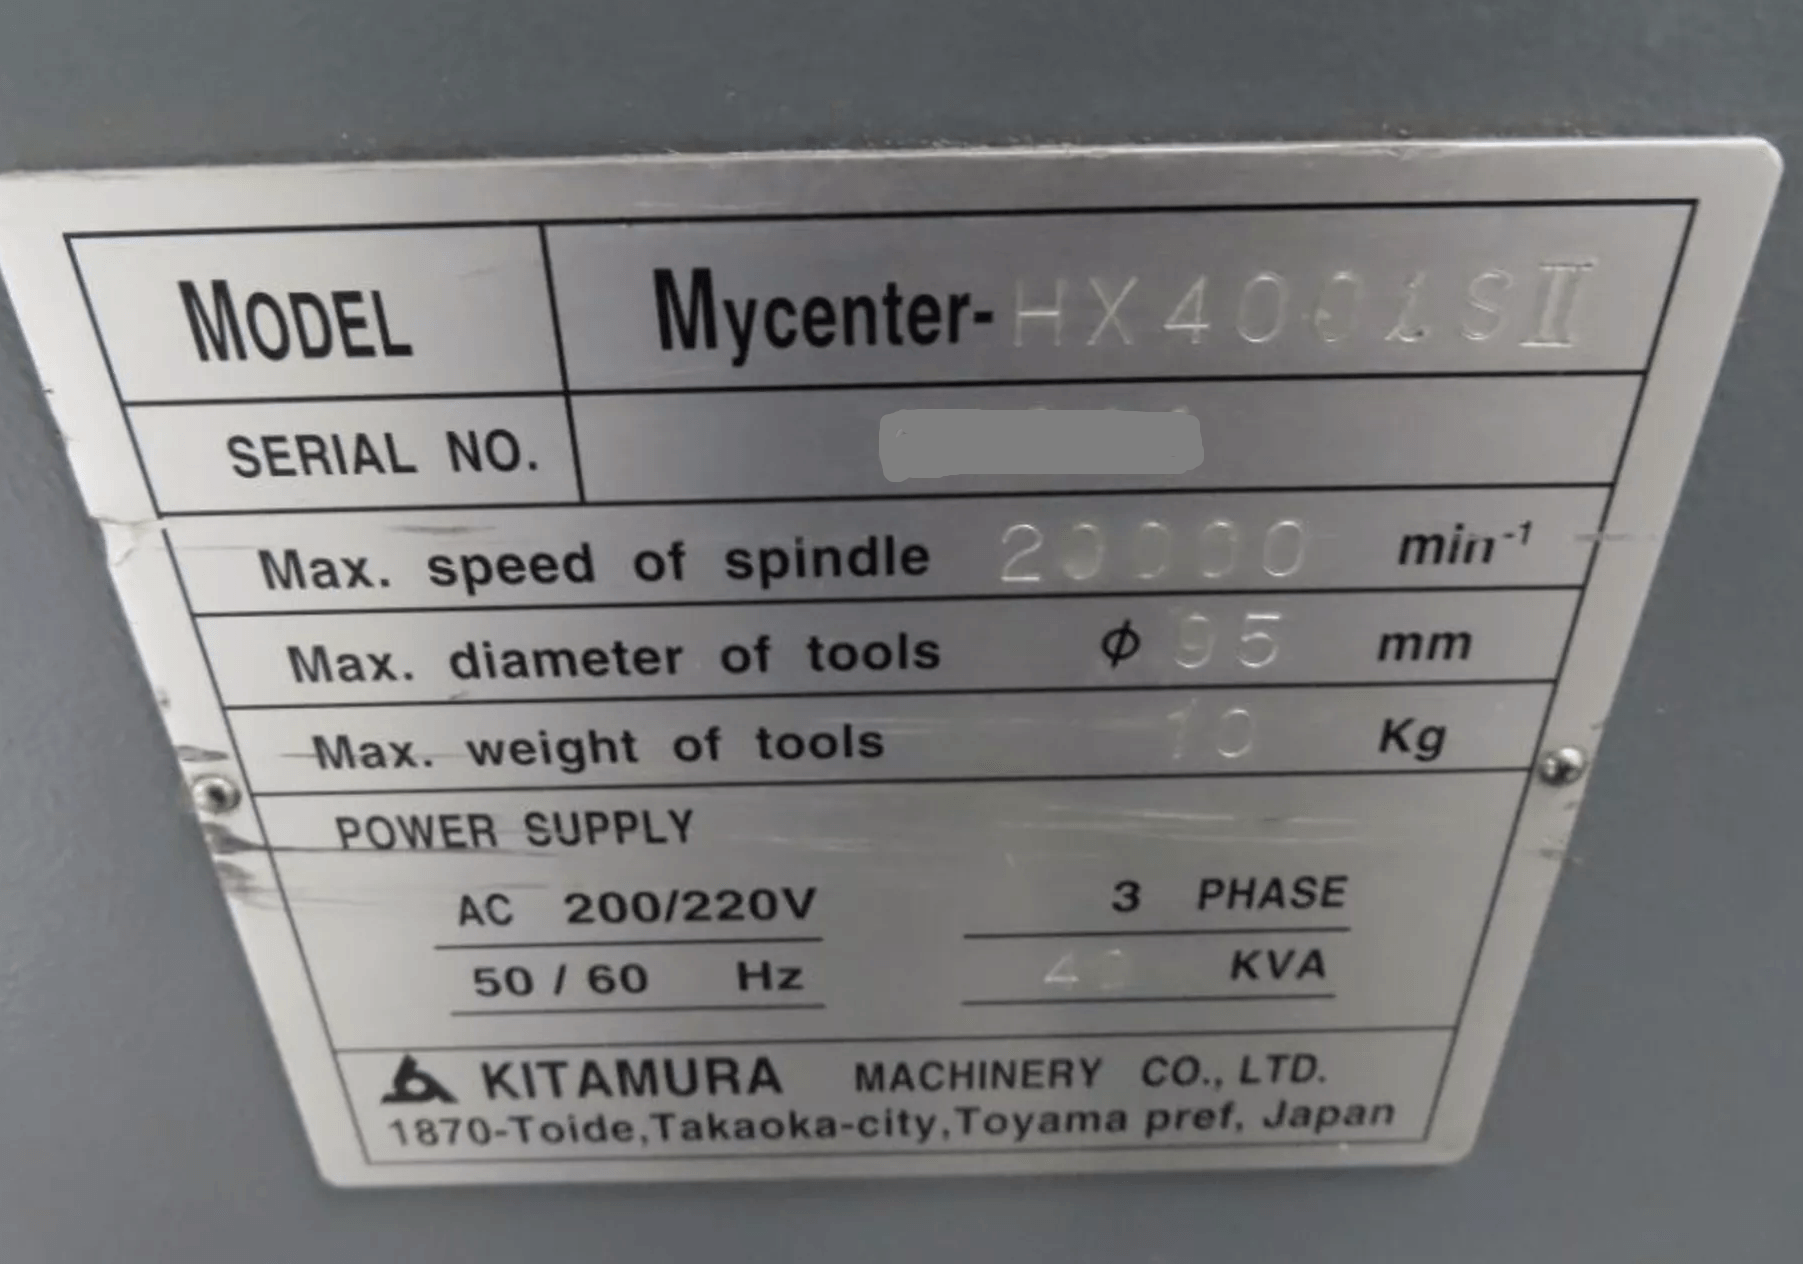 MODEL Mycenter-HX400iSII
SERIAL NO.
Max. speed of spindle 20000 min⁻¹
Max. diameter of tools φ 95 mm
Max. weight of tools 10 Kg
POWER SUPPLY
AC 200/220V 3 PHASE
50 / 60 Hz KVA
KITAMURA MACHINERY CO., LTD.
1870-Toide,Takaoka-city,Toyama pref, Japan